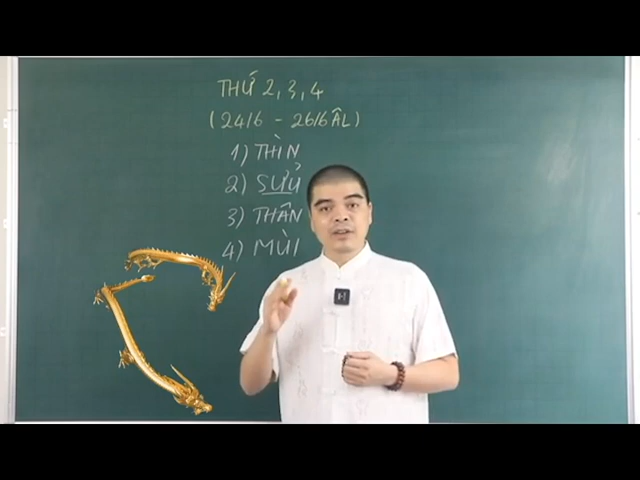 THỨ 2, 3, 4
(24/6 - 26/6 ÂL)
1) THÌN
2) SỬU
3) THÂN
4) MÙI